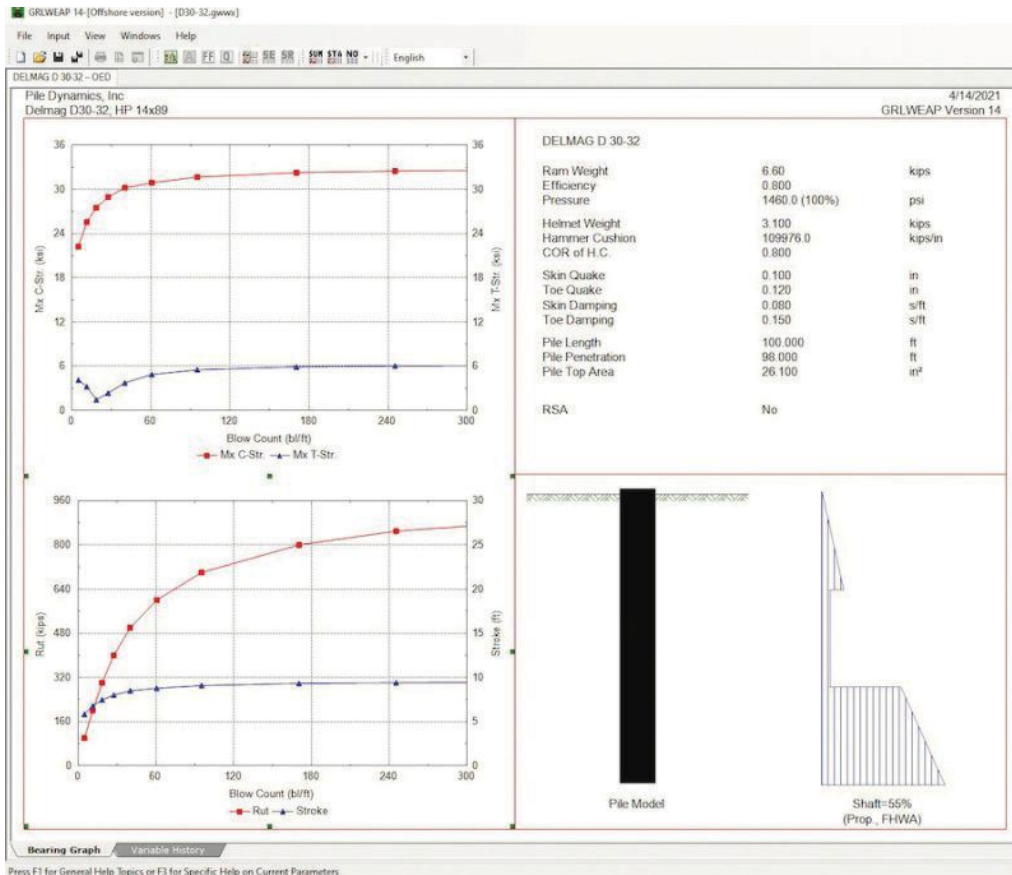 GRLWEAP 14-[Offshore version] - [D30-32.gwwx]
File Input View Windows Help
FF Q SE SR SUM STA NO English
DELMAG D 30-32 – OED
Pile Dynamics, Inc
Delmag D30-32, HP 14x89
4/14/2021
GRLWEAP Version 14
36
30
24
18
12
6
0
Mx C-Str. (ksi)
36
30
24
18
12
6
0
Mx T-Str. (ksi)
0 60 120 180 240 300
Blow Count (bl/ft)
Mx C-Str. Mx T-Str.
DELMAG D 30-32
Ram Weight 6.60 kips
Efficiency 0.800
Pressure 1460.0 (100%) psi
Helmet Weight 3.100 kips
Hammer Cushion 109976.0 kips/in
COR of H.C. 0.800
Skin Quake 0.100 in
Toe Quake 0.120 in
Skin Damping 0.080 s/ft
Toe Damping 0.150 s/ft
Pile Length 100.000 ft
Pile Penetration 98.000 ft
Pile Top Area 26.100 in²
RSA No
960
800
640
480
320
160
0
Rut (kips)
30
25
20
15
10
5
0
Stroke (ft)
0 60 120 180 240 300
Blow Count (bl/ft)
Rut Stroke
Pile Model
Shaft=55%
(Prop., FHWA)
Bearing Graph Variable History
Press F1 for General Help Topics or F3 for Specific Help on Current Parameters